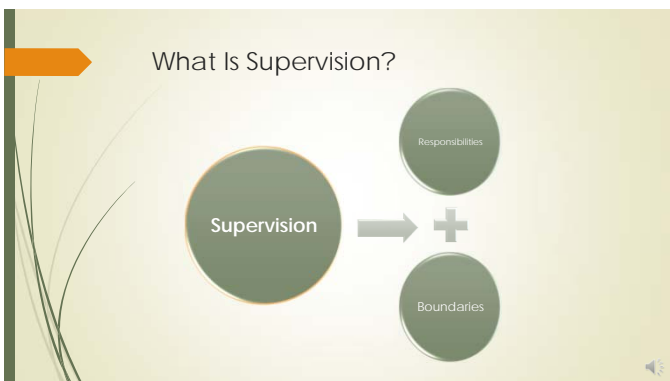 What Is Supervision?
Responsibilities
Supervision
Boundaries